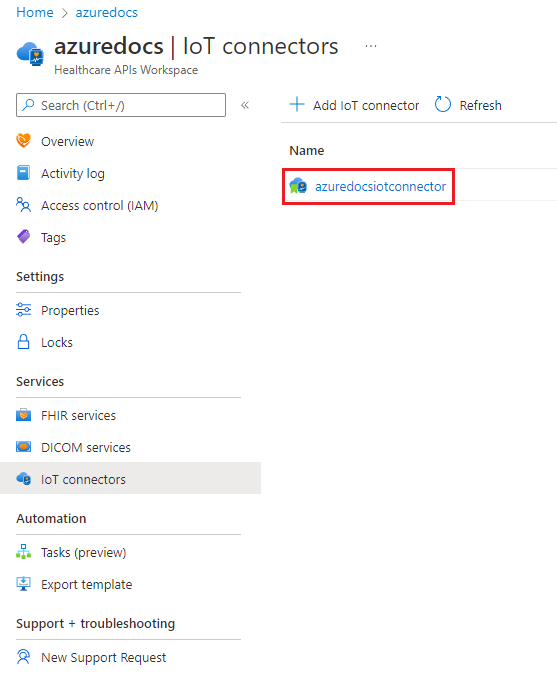 Home > azuredocs
azuredocs | IoT connectors ...
Healthcare APIs Workspace
Search (Ctrl+/) «
Overview
Activity log
Access control (IAM)
Tags
Settings
Properties
Locks
Services
FHIR services
DICOM services
IoT connectors
Automation
Tasks (preview)
Export template
Support + troubleshooting
New Support Request
+ Add IoT connector Refresh
Name
azuredocsiotconnector